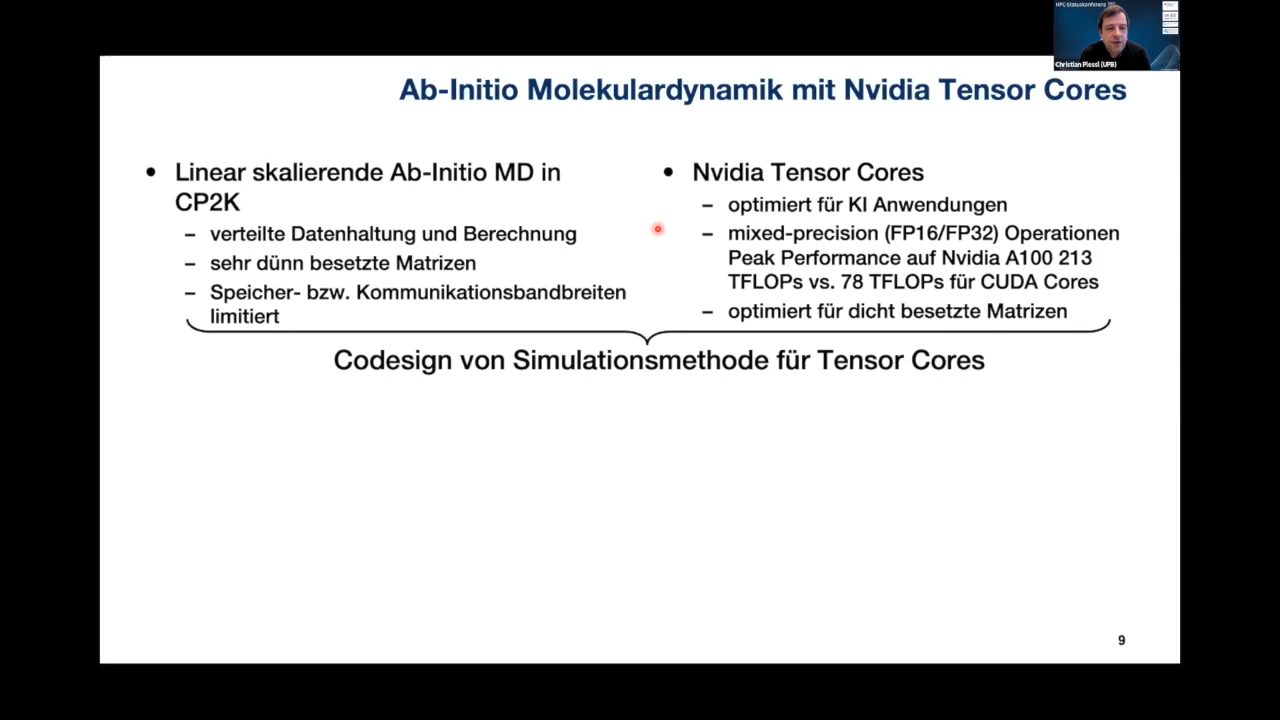 HPC-Statuskonferenz
Christian Plessl (UPB)
Ab-Initio Molekulardynamik mit Nvidia Tensor Cores
• Linear skalierende Ab-Initio MD in
CP2K
– verteilte Datenhaltung und Berechnung
– sehr dünn besetzte Matrizen
– Speicher- bzw. Kommunikationsbandbreiten
limitiert
• Nvidia Tensor Cores
– optimiert für KI Anwendungen
– mixed-precision (FP16/FP32) Operationen
Peak Performance auf Nvidia A100 213
TFLOPs vs. 78 TFLOPs für CUDA Cores
– optimiert für dicht besetzte Matrizen
Codesign von Simulationsmethode für Tensor Cores
9